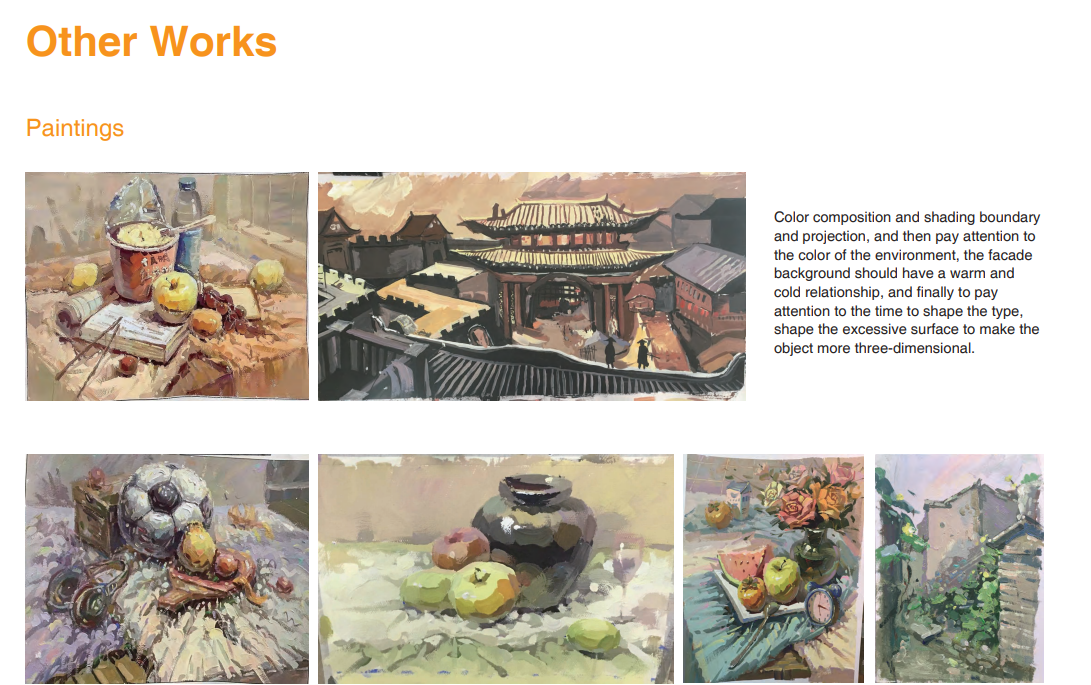 Other Works
Paintings
Color composition and shading boundary
and projection, and then pay attention to
the color of the environment, the facade
background should have a warm and
cold relationship, and finally to pay
attention to the time to shape the type,
shape the excessive surface to make the
object more three-dimensional.